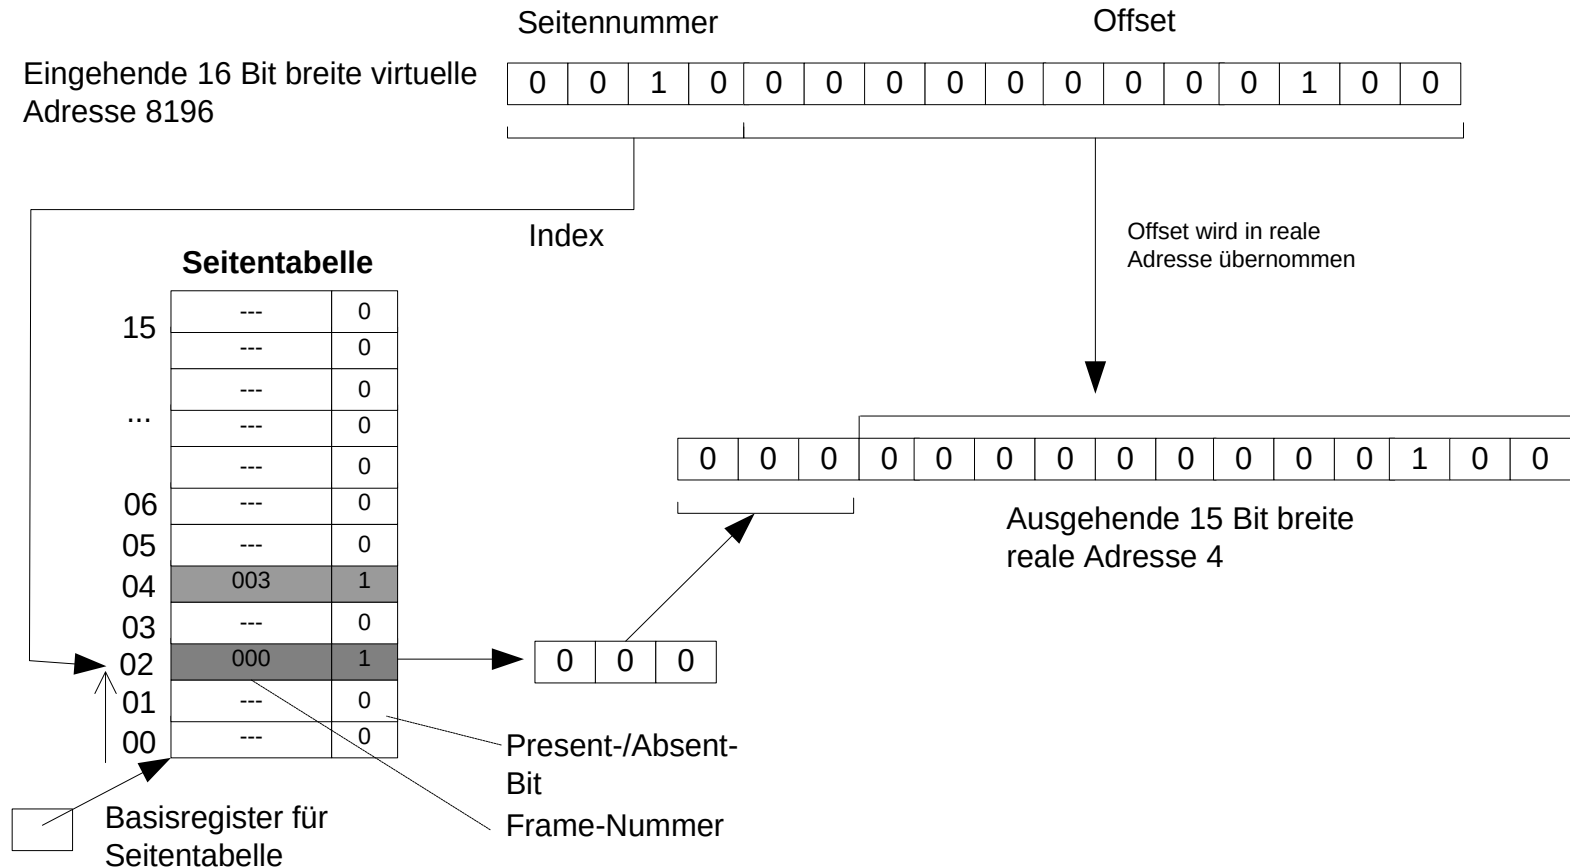 Seitennummer Offset
Eingehende 16 Bit breite virtuelle
Adresse 8196
0 0 1 0 0 0 0 0 0 0 0 0 0 1 0 0
Index
Offset wird in reale
Adresse übernommen
Seitentabelle
15 --- 0
--- 0
--- 0
... --- 0
--- 0
06 --- 0
05 --- 0
04 003 1
03 --- 0
02 000 1
01 --- 0
00 --- 0
0 0 0 0 0 0 0 0 0 0 0 0 1 0 0
Ausgehende 15 Bit breite
reale Adresse 4
0 0 0
Present-/Absent-
Bit
Frame-Nummer
Basisregister für
Seitentabelle